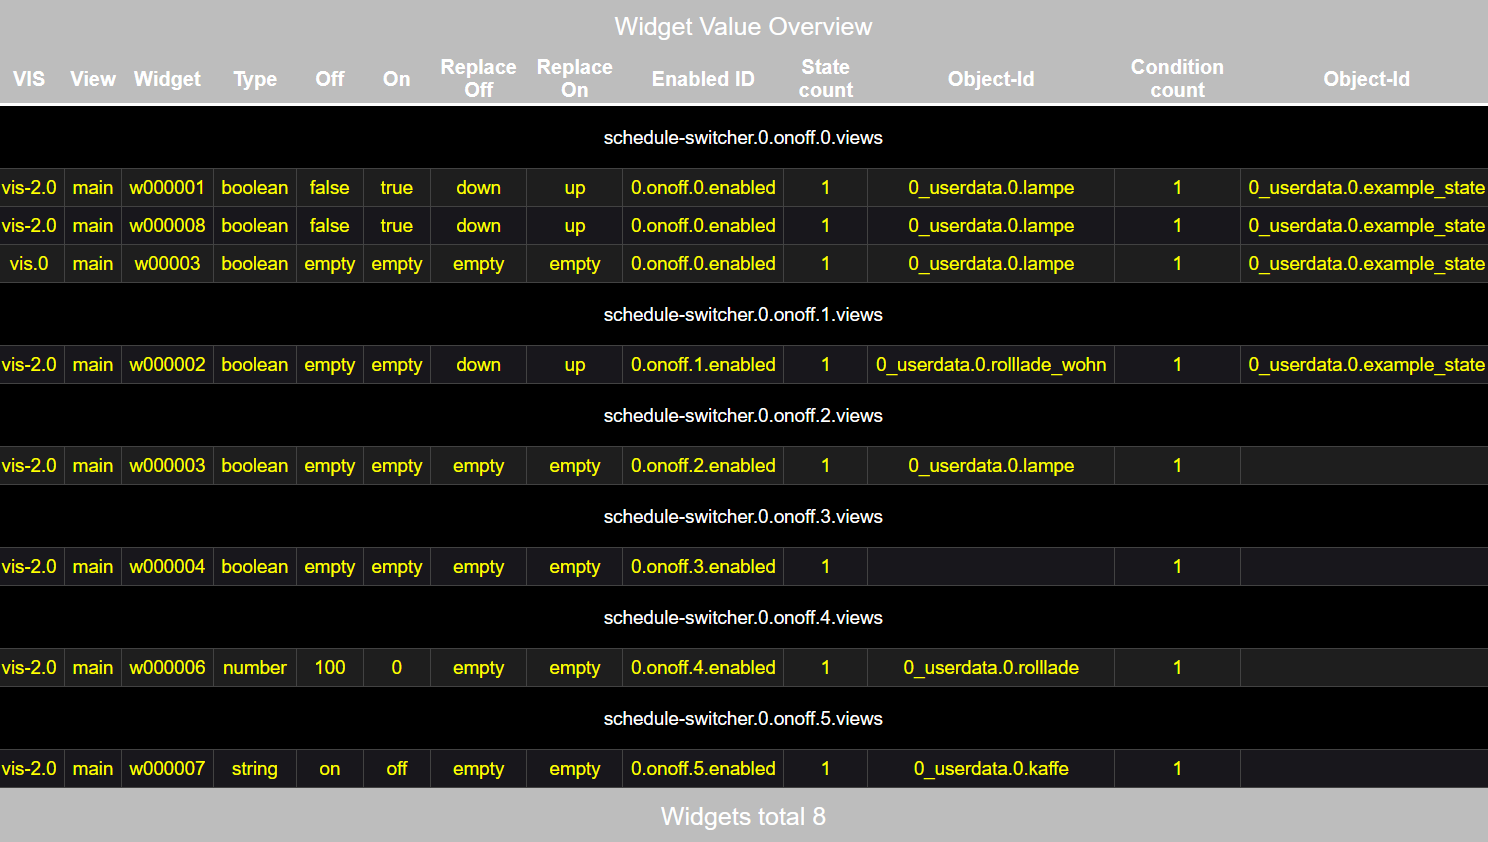 Widget Value Overview
VIS View Widget Type Off On Replace Off Replace On Enabled ID State count Object-Id Condition count Object-Id
schedule-switcher.0.onoff.0.views
vis-2.0 main w000001 boolean false true down up 0.onoff.0.enabled 1 0_userdata.0.lampe 1 0_userdata.0.example_state
vis-2.0 main w000008 boolean false true down up 0.onoff.0.enabled 1 0_userdata.0.lampe 1 0_userdata.0.example_state
vis.0 main w00003 boolean empty empty empty empty 0.onoff.0.enabled 1 0_userdata.0.lampe 1 0_userdata.0.example_state
schedule-switcher.0.onoff.1.views
vis-2.0 main w000002 boolean empty empty down up 0.onoff.1.enabled 1 0_userdata.0.rolllade_wohn 1 0_userdata.0.example_state
schedule-switcher.0.onoff.2.views
vis-2.0 main w000003 boolean empty empty empty empty 0.onoff.2.enabled 1 0_userdata.0.lampe 1
schedule-switcher.0.onoff.3.views
vis-2.0 main w000004 boolean empty empty empty empty 0.onoff.3.enabled 1 1
schedule-switcher.0.onoff.4.views
vis-2.0 main w000006 number 100 0 empty empty 0.onoff.4.enabled 1 0_userdata.0.rolllade 1
schedule-switcher.0.onoff.5.views
vis-2.0 main w000007 string on off empty empty 0.onoff.5.enabled 1 0_userdata.0.kaffe 1
Widgets total 8